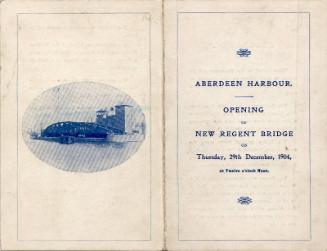 ABERDEEN HARBOUR.
OPENING
OF
NEW REGENT BRIDGE
ON
Thursday, 29th December, 1904,
at Twelve o'clock Noon.